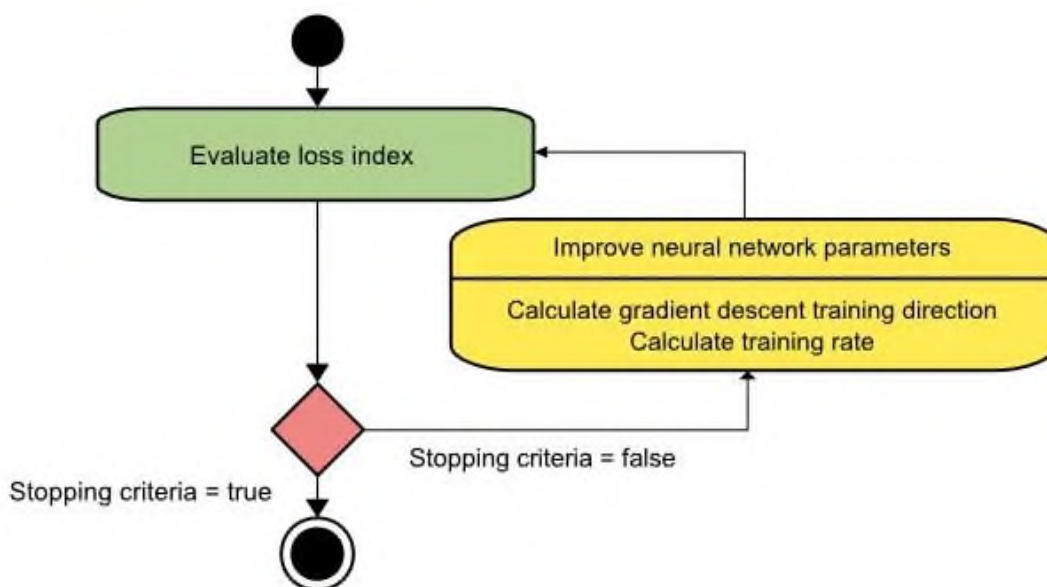 Evaluate loss index
Improve neural network parameters
Calculate gradient descent training direction
Calculate training rate
Stopping criteria = false
Stopping criteria = true